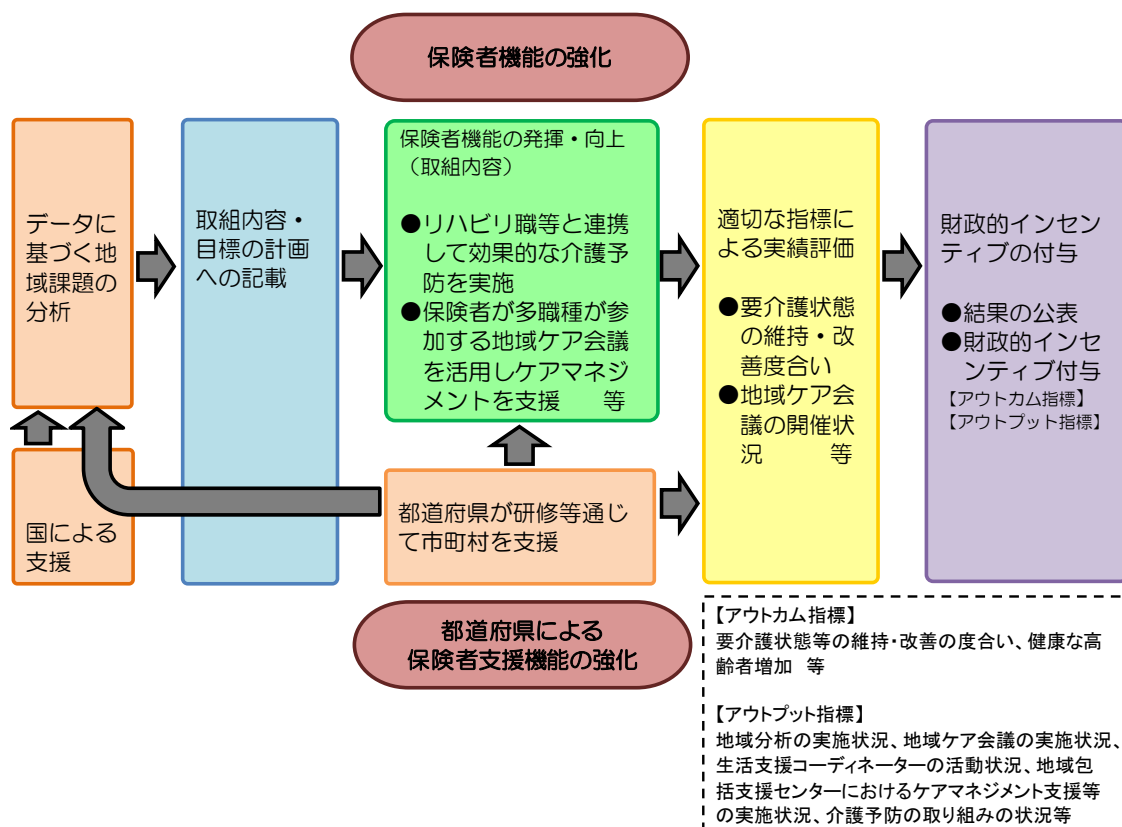 保険者機能の強化
データに
基づく地
域課題の
分析
取組内容・
目標の計画
への記載
保険者機能の発揮・向上
（取組内容）
●リハビリ職等と連携
して効果的な介護予
防を実施
●保険者が多職種が参
加する地域ケア会議
を活用しケアマネジ
メントを支援　　等
適切な指標に
よる実績評価
●要介護状態
の維持・改
善度合い
●地域ケア会
議の開催状
況　　　等
財政的インセン
ティブの付与
●結果の公表
●財政的インセ
ンティブ付与
【アウトカム指標】
【アウトプット指標】
国による
支援
都道府県が研修等通じ
て市町村を支援
都道府県による
保険者支援機能の強化
【アウトカム指標】
要介護状態等の維持・改善の度合い、健康な高
齢者増加　等
【アウトプット指標】
地域分析の実施状況、地域ケア会議の実施状況、
生活支援コーディネーターの活動状況、地域包
括支援センターにおけるケアマネジメント支援等
の実施状況、介護予防の取り組みの状況等